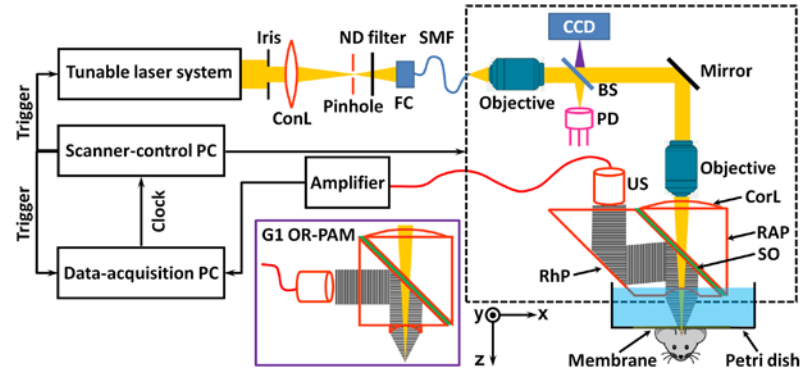 Iris
ND filter
SMF
CCD
Tunable laser system
Mirror
Pinhole
FC
Objective
BS
ConL
PD
Trigger
Scanner-control PC
Objective
Amplifier
US
CorL
Trigger
Clock
G1 OR-PAM
RAP
SO
Data-acquisition PC
RhP
y
x
z
Membrane
Petri dish